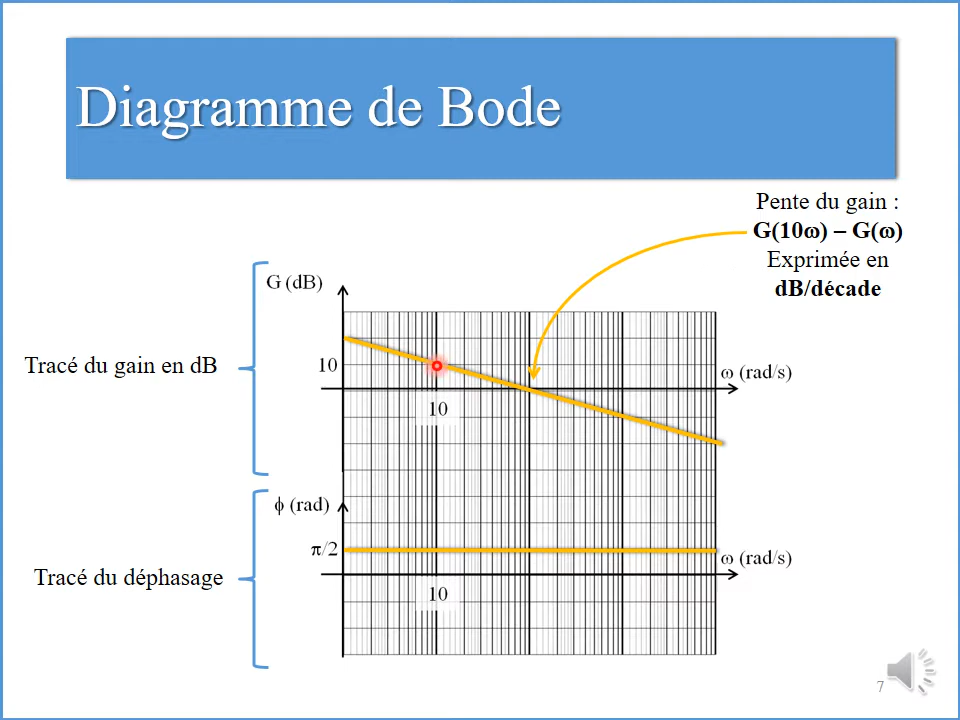 Diagramme de Bode
Pente du gain :
G(10ω) – G(ω)
Exprimée en
dB/décade
G (dB)
Tracé du gain en dB
10
ω (rad/s)
10
ϕ (rad)
π/2
ω (rad/s)
Tracé du déphasage
10
7